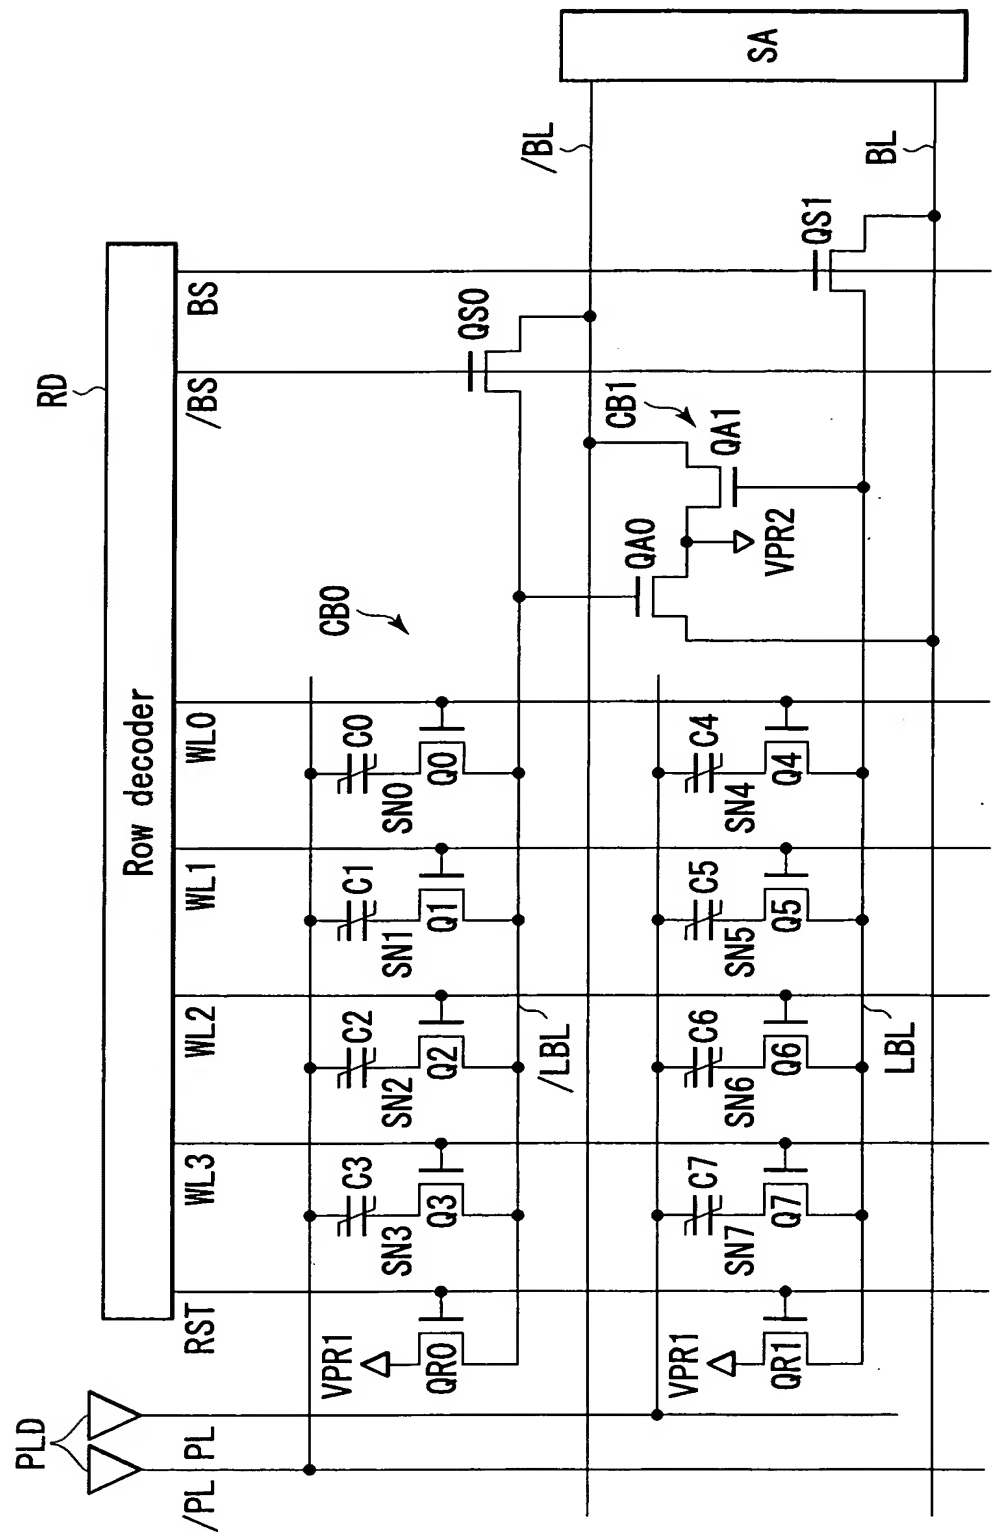 PLD
/PL
PL
RD
Row decoder
RST
WL3
WL2
WL1
WL0
/BS
BS
VPR1
QR0
C3
SN3
Q3
C2
SN2
Q2
C1
SN1
Q1
C0
SN0
Q0
/LBL
CB0
QS0
VPR1
QR1
C7
SN7
Q7
C6
SN6
Q6
C5
SN5
Q5
C4
SN4
Q4
LBL
QA0
VPR2
CB1
QA1
QS1
/BL
BL
SA